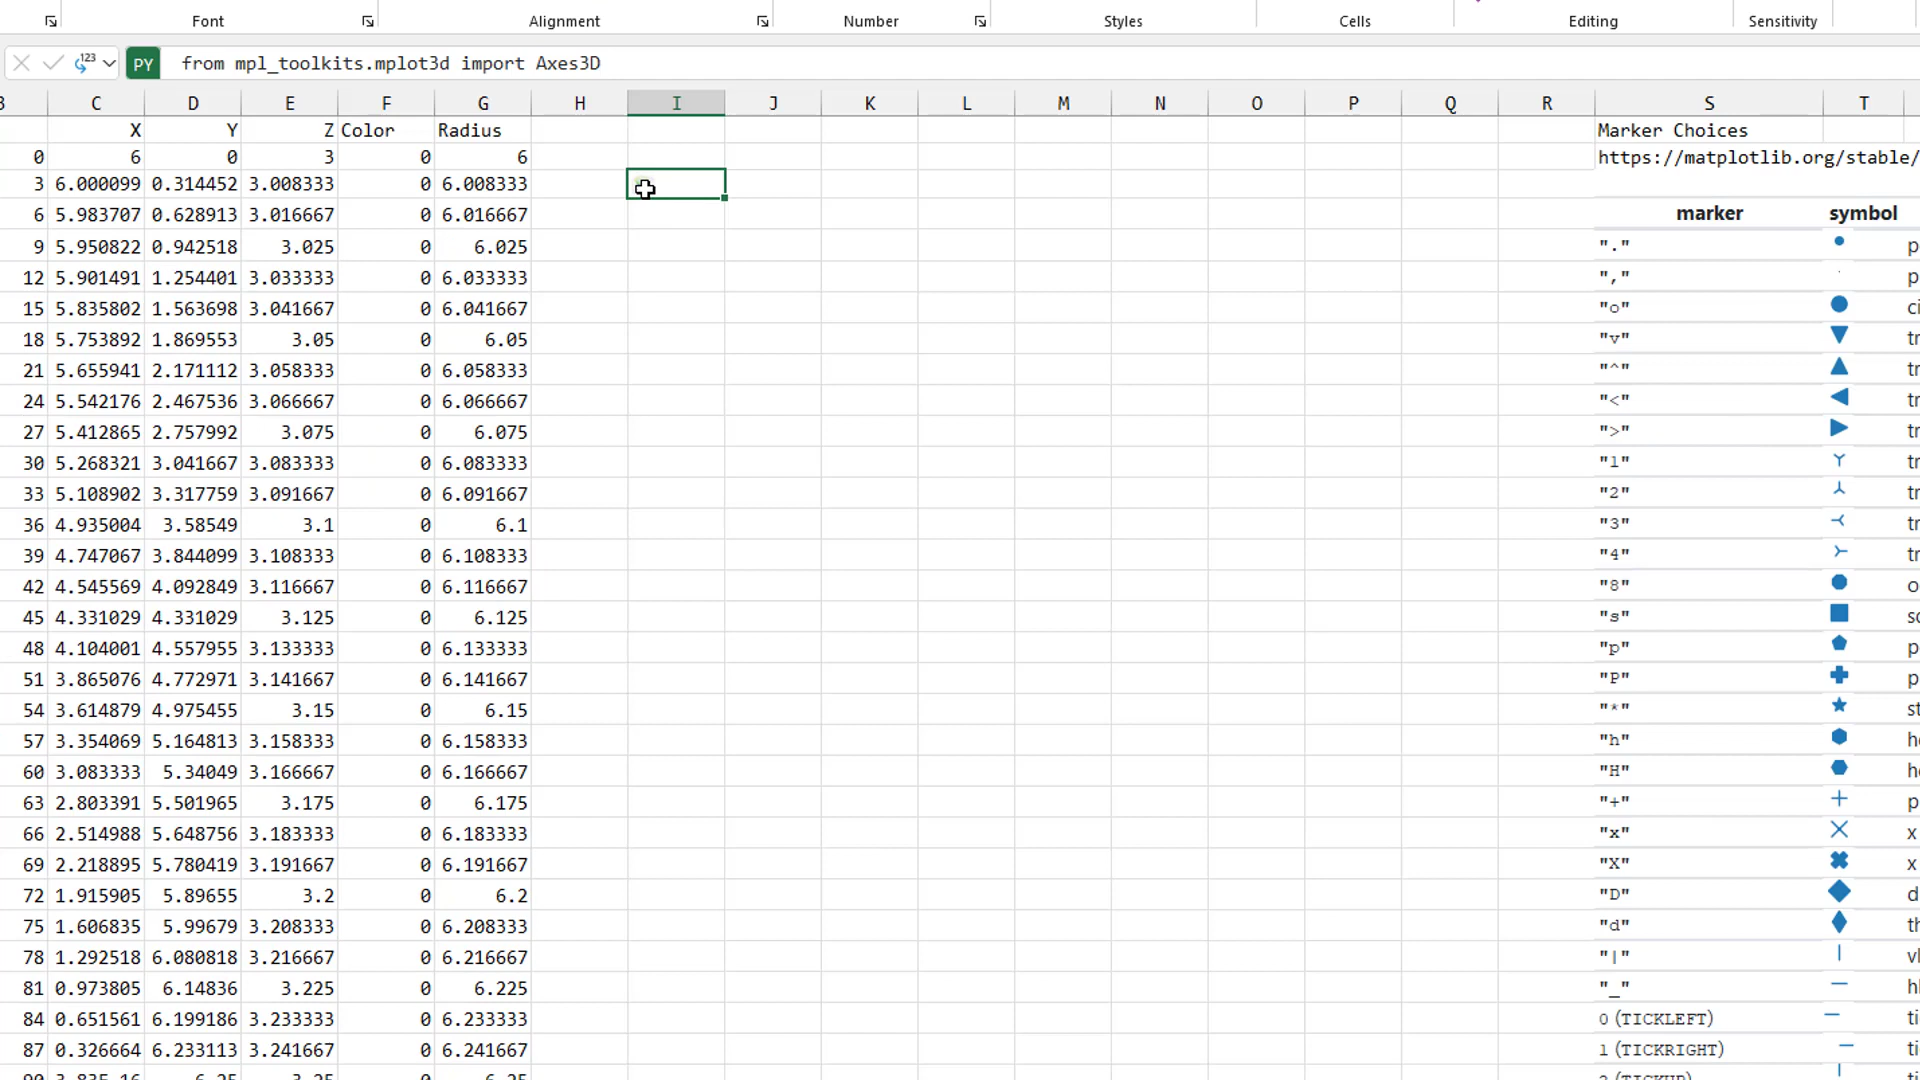 Font Alignment Number Styles Cells Editing Sensitivity
123 PY from mpl_toolkits.mplot3d import Axes3D
C D E F G H I J K L M N O P Q R S T
X Y Z Color Radius Marker Choices
0 6 0 3 0 6 https://matplotlib.org/stable/
3 6.000099 0.314452 3.008333 0 6.008333
6 5.983707 0.628913 3.016667 0 6.016667 marker symbol
9 5.950822 0.942518 3.025 0 6.025 "."
12 5.901491 1.254401 3.033333 0 6.033333 ","
15 5.835802 1.563698 3.041667 0 6.041667 "o"
18 5.753892 1.869553 3.05 0 6.05 "v"
21 5.655941 2.171112 3.058333 0 6.058333 "^"
24 5.542176 2.467536 3.066667 0 6.066667 "<"
27 5.412865 2.757992 3.075 0 6.075 ">"
30 5.268321 3.041667 3.083333 0 6.083333 "1"
33 5.108902 3.317759 3.091667 0 6.091667 "2"
36 4.935004 3.58549 3.1 0 6.1 "3"
39 4.747067 3.844099 3.108333 0 6.108333 "4"
42 4.545569 4.092849 3.116667 0 6.116667 "8"
45 4.331029 4.331029 3.125 0 6.125 "s"
48 4.104001 4.557955 3.133333 0 6.133333 "p"
51 3.865076 4.772971 3.141667 0 6.141667 "P"
54 3.614879 4.975455 3.15 0 6.15 "*"
57 3.354069 5.164813 3.158333 0 6.158333 "h"
60 3.083333 5.34049 3.166667 0 6.166667 "H"
63 2.803391 5.501965 3.175 0 6.175 "+"
66 2.514988 5.648756 3.183333 0 6.183333 "x" x
69 2.218895 5.780419 3.191667 0 6.191667 "X" x
72 1.915905 5.89655 3.2 0 6.2 "D"
75 1.606835 5.99679 3.208333 0 6.208333 "d"
78 1.292518 6.080818 3.216667 0 6.216667 "|"
81 0.973805 6.14836 3.225 0 6.225 "_"
84 0.651561 6.199186 3.233333 0 6.233333 0 (TICKLEFT)
87 0.326664 6.233113 3.241667 0 6.241667 1 (TICKRIGHT)